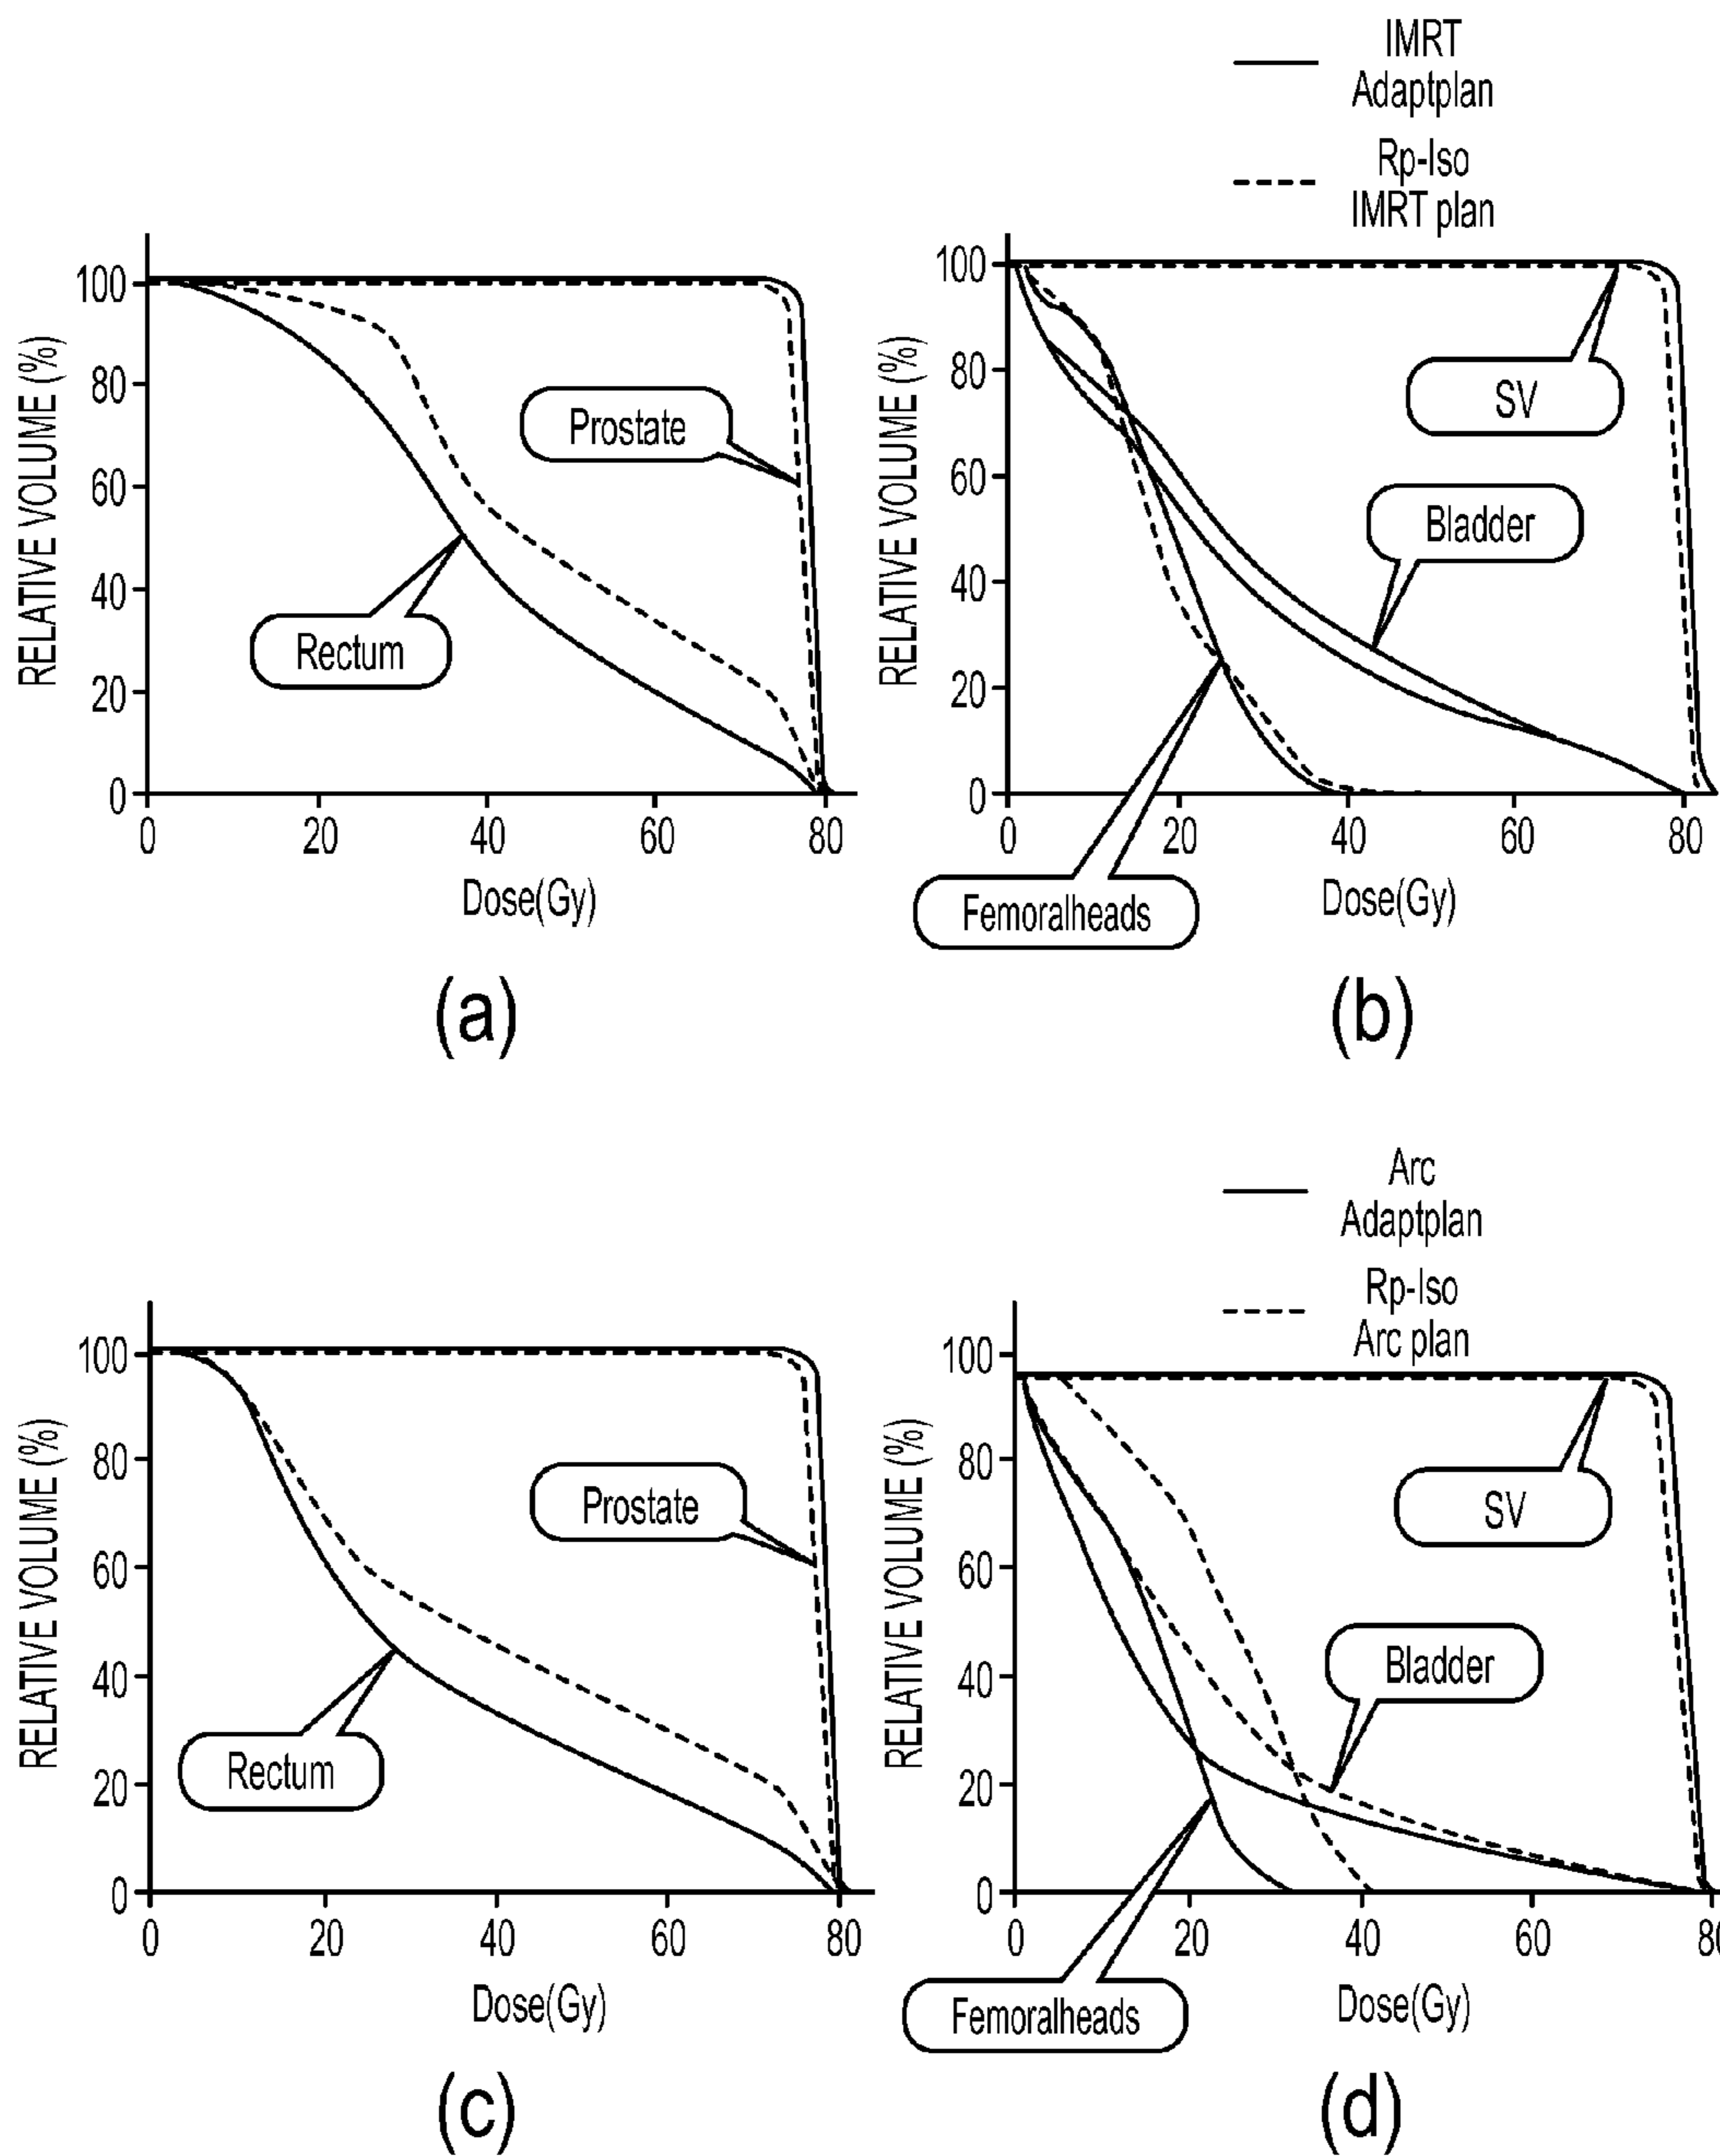 IMRT
Adaptplan
Rp-Iso
IMRT plan
RELATIVE VOLUME (%)
100
80
60
40
20
0
Prostate
Rectum
0 20 40 60 80
Dose(Gy)
(a)
RELATIVE VOLUME (%)
100
80
60
40
20
0
SV
Bladder
Femoralheads
0 20 40 60 80
Dose(Gy)
(b)
Arc
Adaptplan
Rp-Iso
Arc plan
RELATIVE VOLUME (%)
100
80
60
40
20
0
Prostate
Rectum
0 20 40 60 80
Dose(Gy)
(c)
RELATIVE VOLUME (%)
100
80
60
40
20
0
SV
Bladder
Femoralheads
0 20 40 60 80
Dose(Gy)
(d)